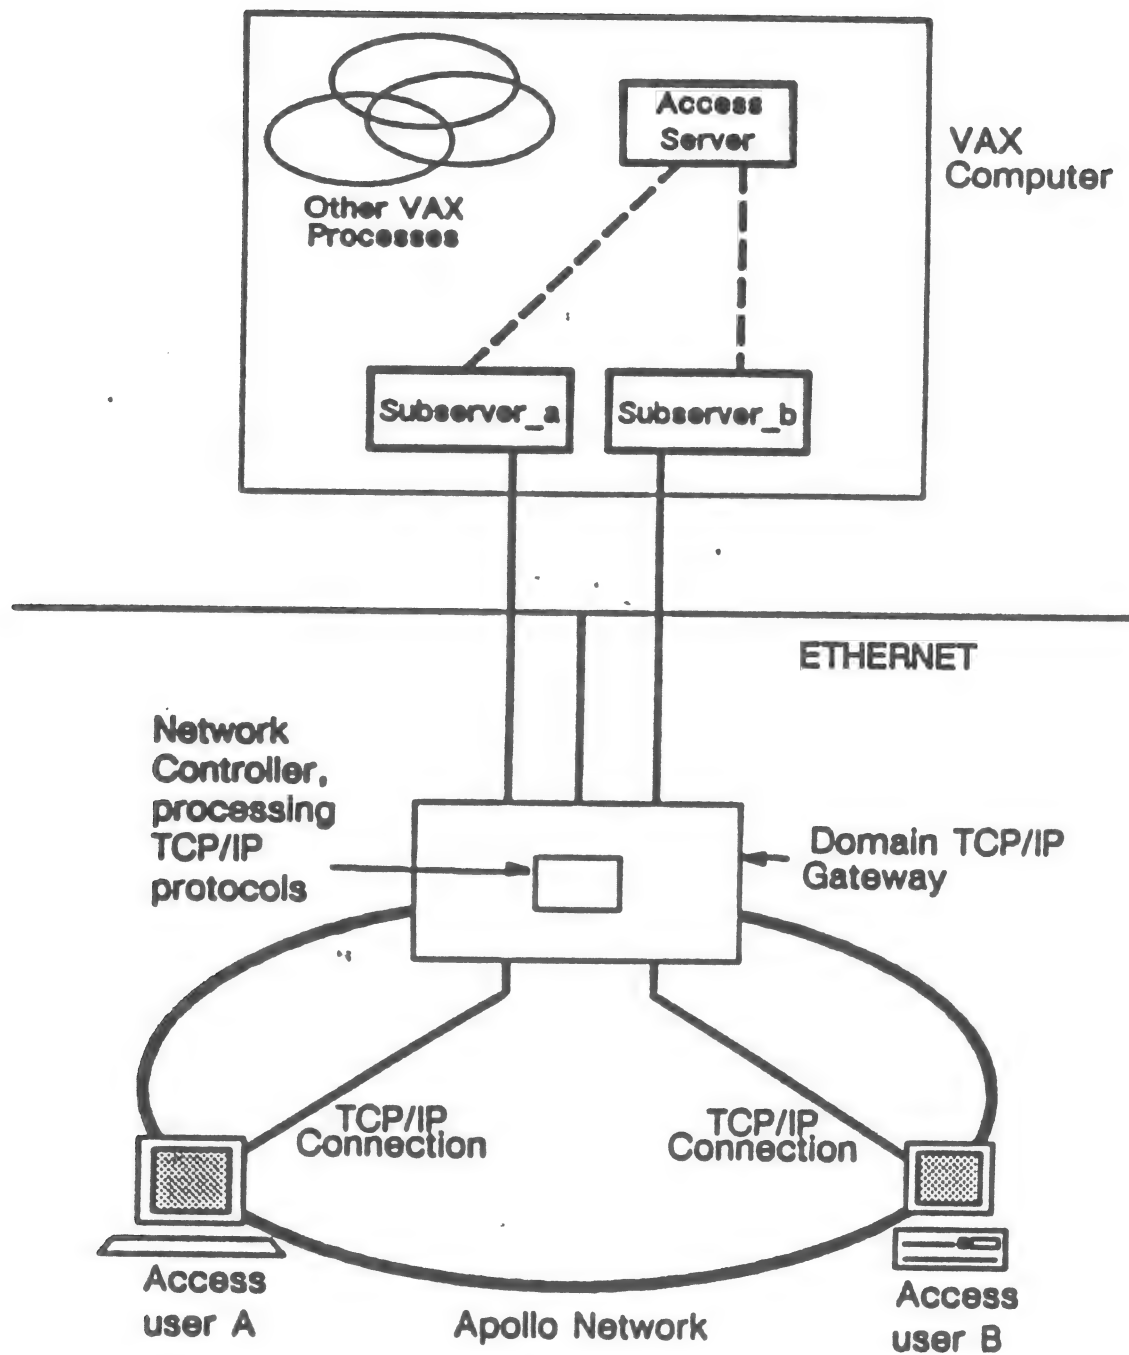 Access
Server
VAX
Computer
Other VAX
Processes
Subserver_a
Subserver_b
ETHERNET
Network
Controller,
processing
TCP/IP
protocols
Domain TCP/IP
Gateway
TCP/IP
Connection
TCP/IP
Connection
Access
user A
Apollo Network
Access
user B